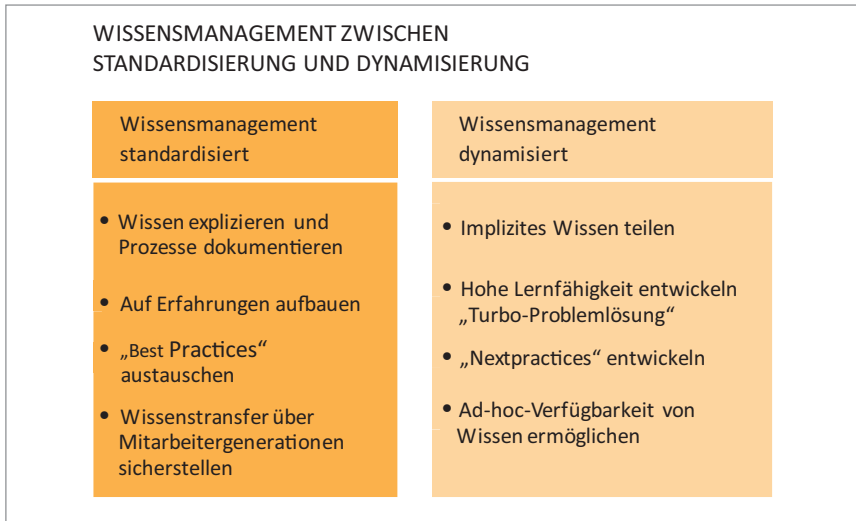 WISSENSMANAGEMENT ZWISCHEN
STANDARDISIERUNG UND DYNAMISIERUNG
Wissensmanagement
standardisiert
• Wissen explizieren und
Prozesse dokumentieren
• Auf Erfahrungen aufbauen
• „Best Practices“
austauschen
• Wissenstransfer über
Mitarbeitergenerationen
sicherstellen
Wissensmanagement
dynamisiert
• Implizites Wissen teilen
• Hohe Lernfähigkeit entwickeln
„Turbo-Problemlösung“
• „Nextpractices“ entwickeln
• Ad-hoc-Verfügbarkeit von
Wissen ermöglichen